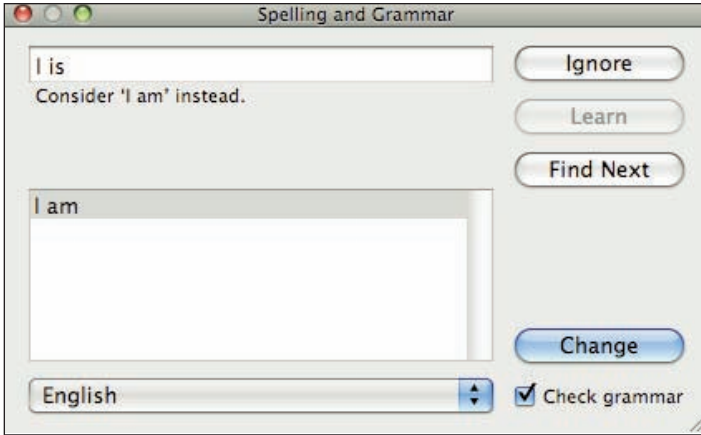 Spelling and Grammar
I is
Consider 'I am' instead.
Ignore
Learn
Find Next
I am
Change
English
Check grammar